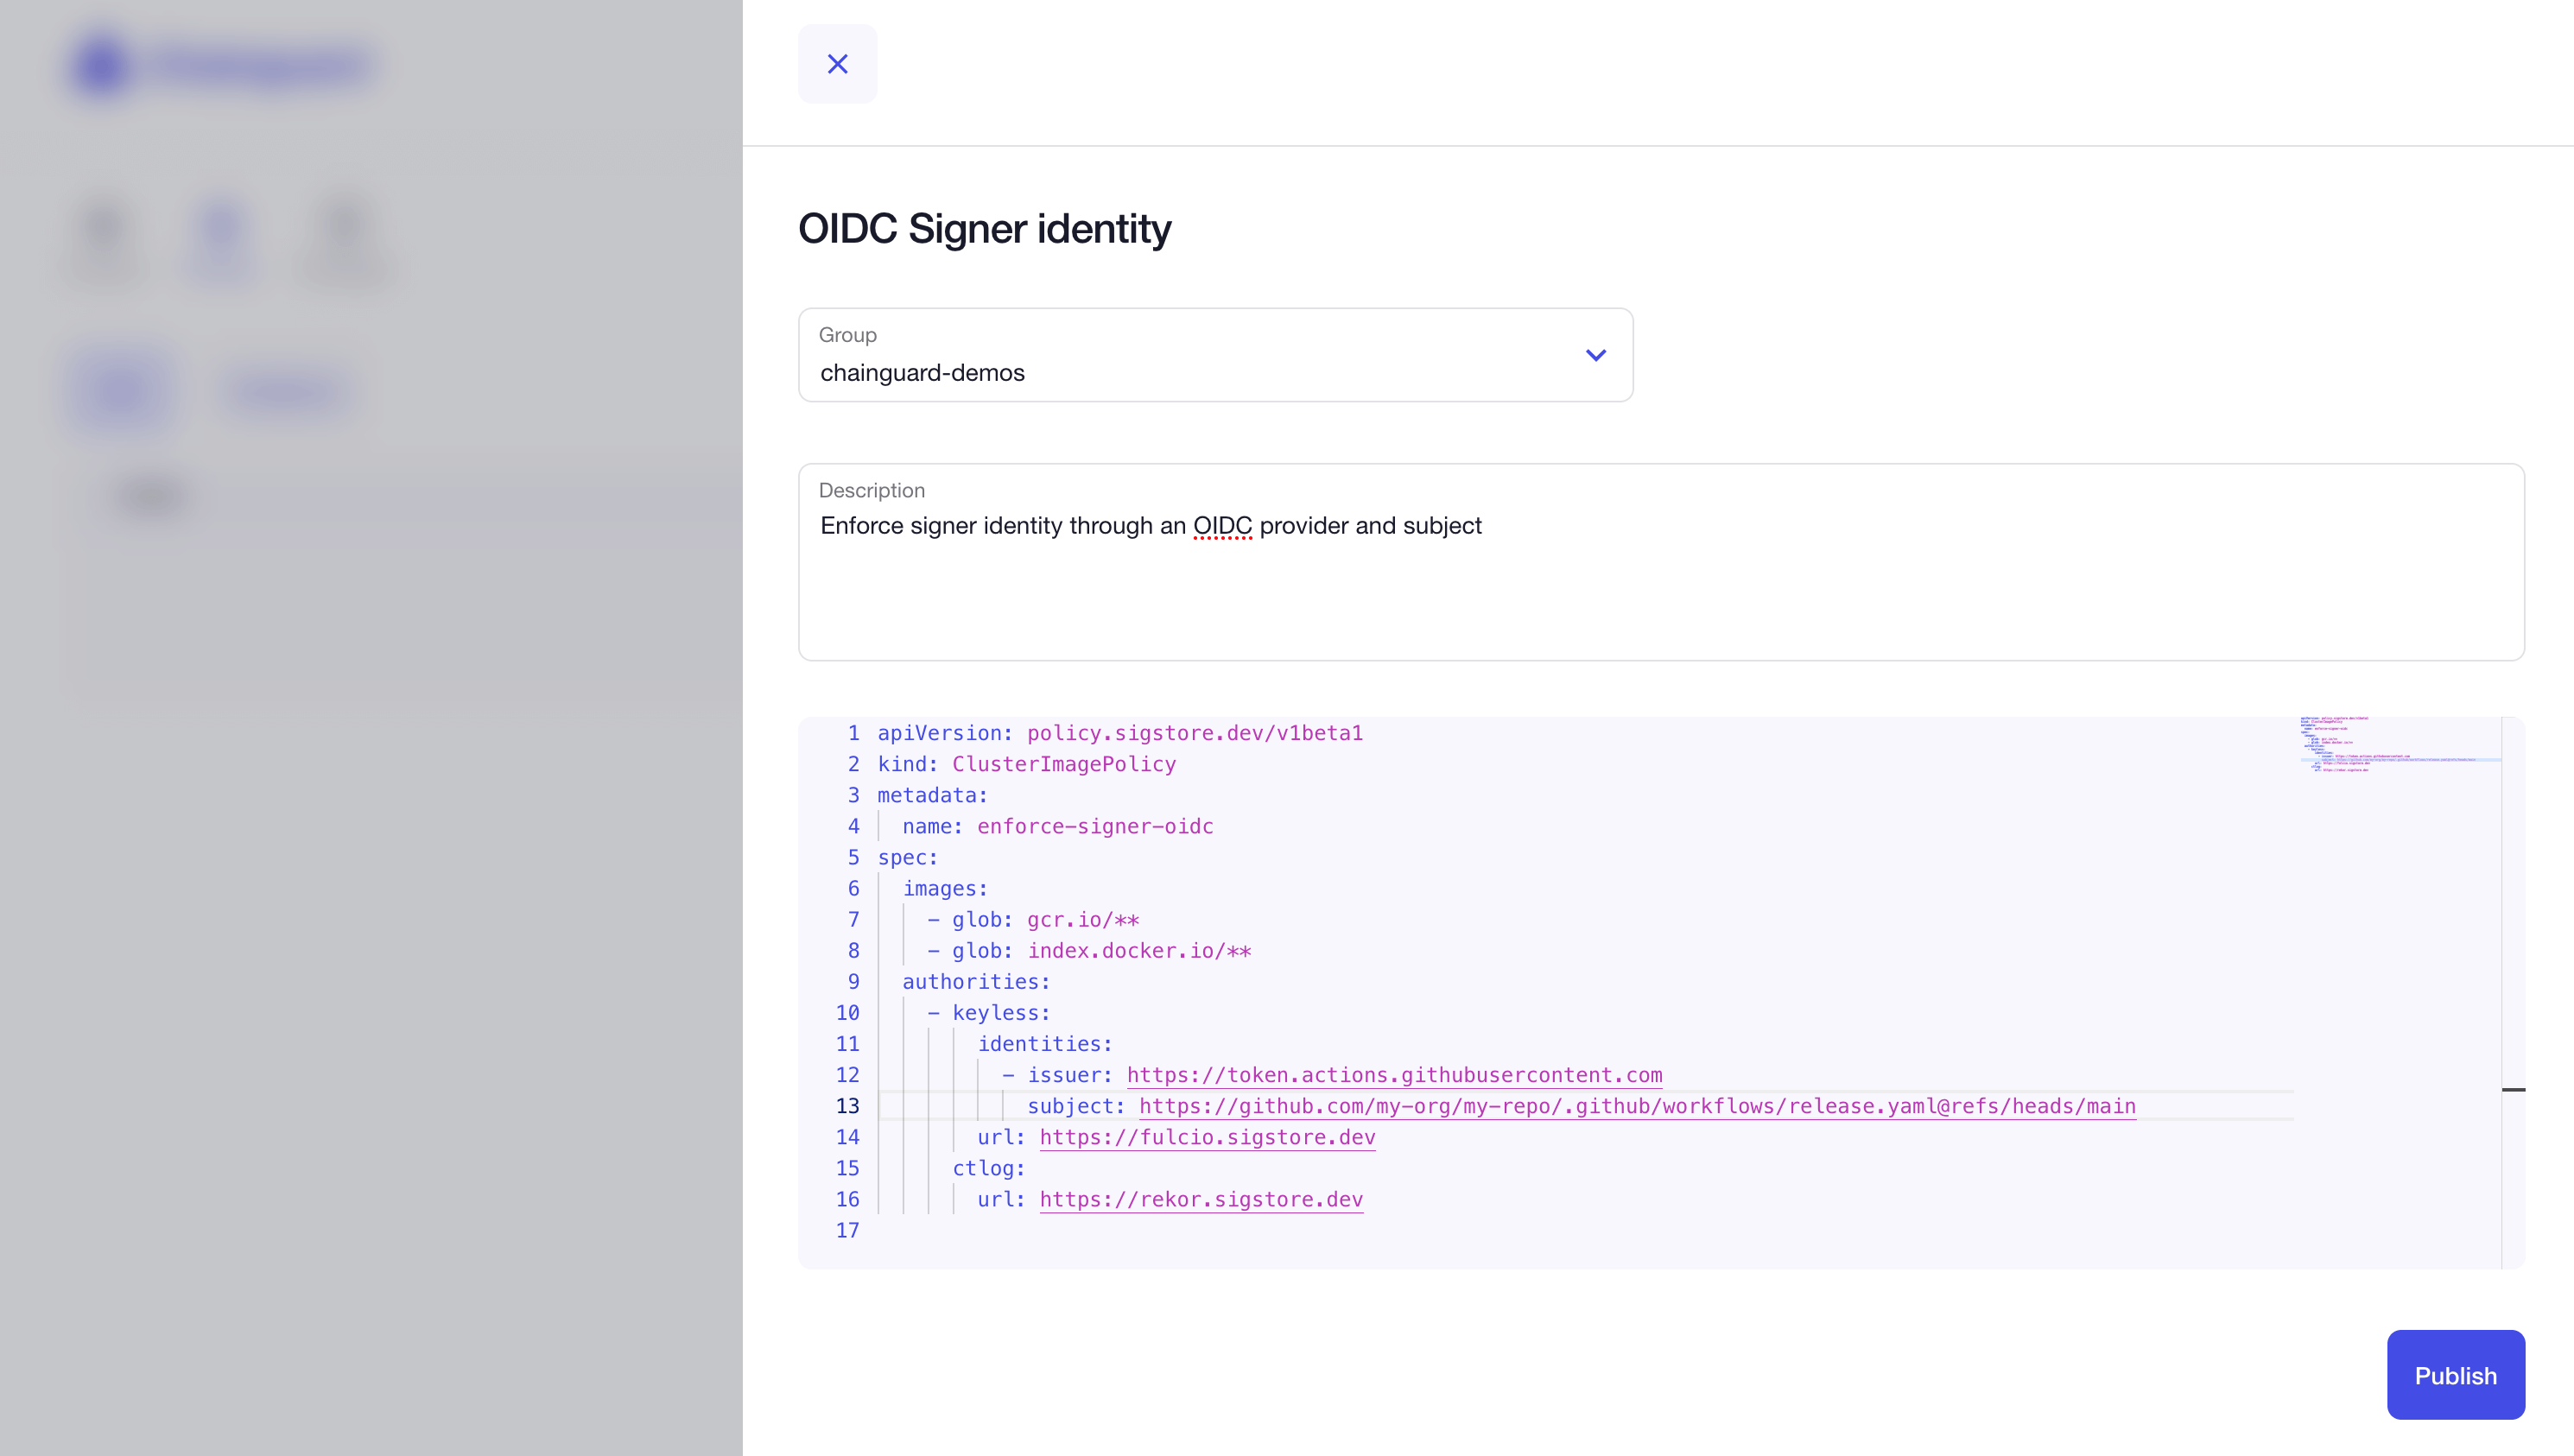 OIDC Signer identity
Group
chainguard-demos
Description
Enforce signer identity through an OIDC provider and subject
1 apiVersion: policy.sigstore.dev/v1beta1
2 kind: ClusterImagePolicy
3 metadata:
4   name: enforce-signer-oidc
5 spec:
6   images:
7     - glob: gcr.io/**
8     - glob: index.docker.io/**
9   authorities:
10     - keyless:
11         identities:
12           - issuer: https://token.actions.githubusercontent.com
13             subject: https://github.com/my-org/my-repo/.github/workflows/release.yaml@refs/heads/main
14         url: https://fulcio.sigstore.dev
15       ctlog:
16         url: https://rekor.sigstore.dev
17
Publish